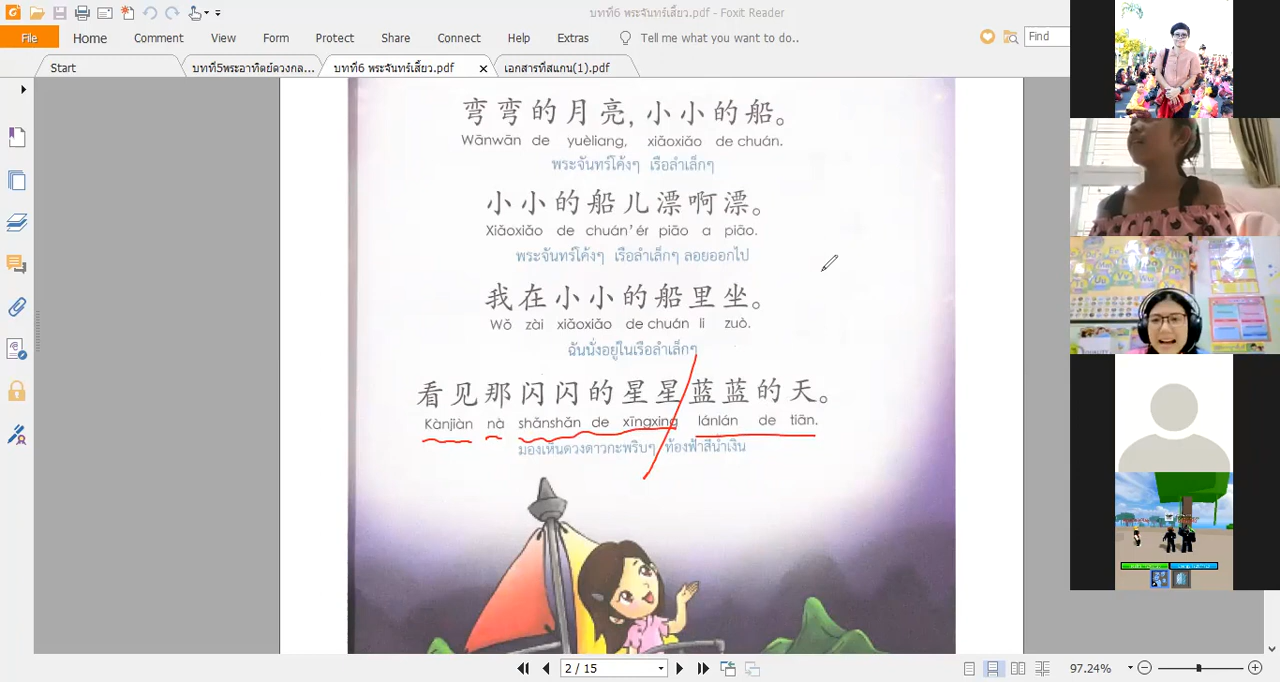 บทที่6 พระจันทร์เสี้ยว.pdf - Foxit Reader
File Home Comment View Form Protect Share Connect Help Extras Tell me what you want to do.. Find
Start บทที่5พระอาทิตย์ดวงกล... บทที่6 พระจันทร์เสี้ยว.pdf เอกสารที่สแกน(1).pdf
弯弯的月亮,小小的船。
Wānwān de yuèliang, xiǎoxiǎo de chuán.
พระจันทร์โค้งๆ เรือลำเล็กๆ
小小的船儿漂啊漂。
Xiǎoxiǎo de chuán'ér piāo a piāo.
พระจันทร์โค้งๆ เรือลำเล็กๆ ลอยออกไป
我在小小的船里坐。
Wǒ zài xiǎoxiǎo de chuán li zuò.
ฉันนั่งอยู่ในเรือลำเล็กๆ
看见那闪闪的星星蓝蓝的天。
Kànjiàn nà shǎnshǎn de xīngxing lánlán de tiān.
มองเห็นดวงดาวกะพริบๆ ท้องฟ้าสีน้ำเงิน
2 / 15
97.24%